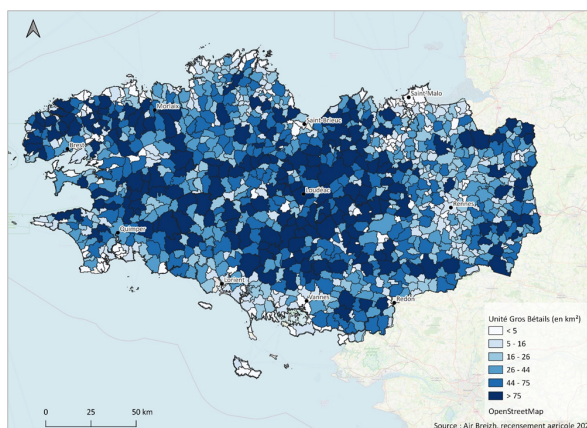 Saint-Malo
Morlaix
Saint-Brieuc
Brest
Loudéac
Rennes
Quimper
Lorient
Vannes
Redon
Unité Gros Bétails (en km²)
< 5
5 - 16
16 - 26
26 - 44
44 - 75
> 75
OpenStreetMap
0 25 50 km
Source : Air Breizh, recensement agricole